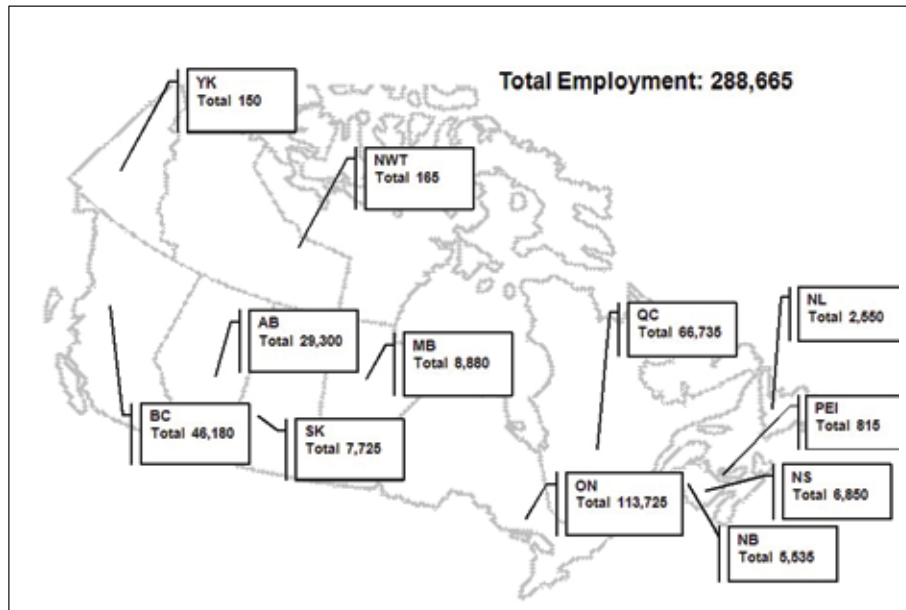 Total Employment: 288,665
YK
Total 150
NWT
Total 165
NL
Total 2,550
QC
Total 66,735
AB
Total 29,300
MB
Total 8,880
BC
Total 46,180
SK
Total 7,725
PEI
Total 815
NS
Total 6,850
ON
Total 113,725
NB
Total 5,535